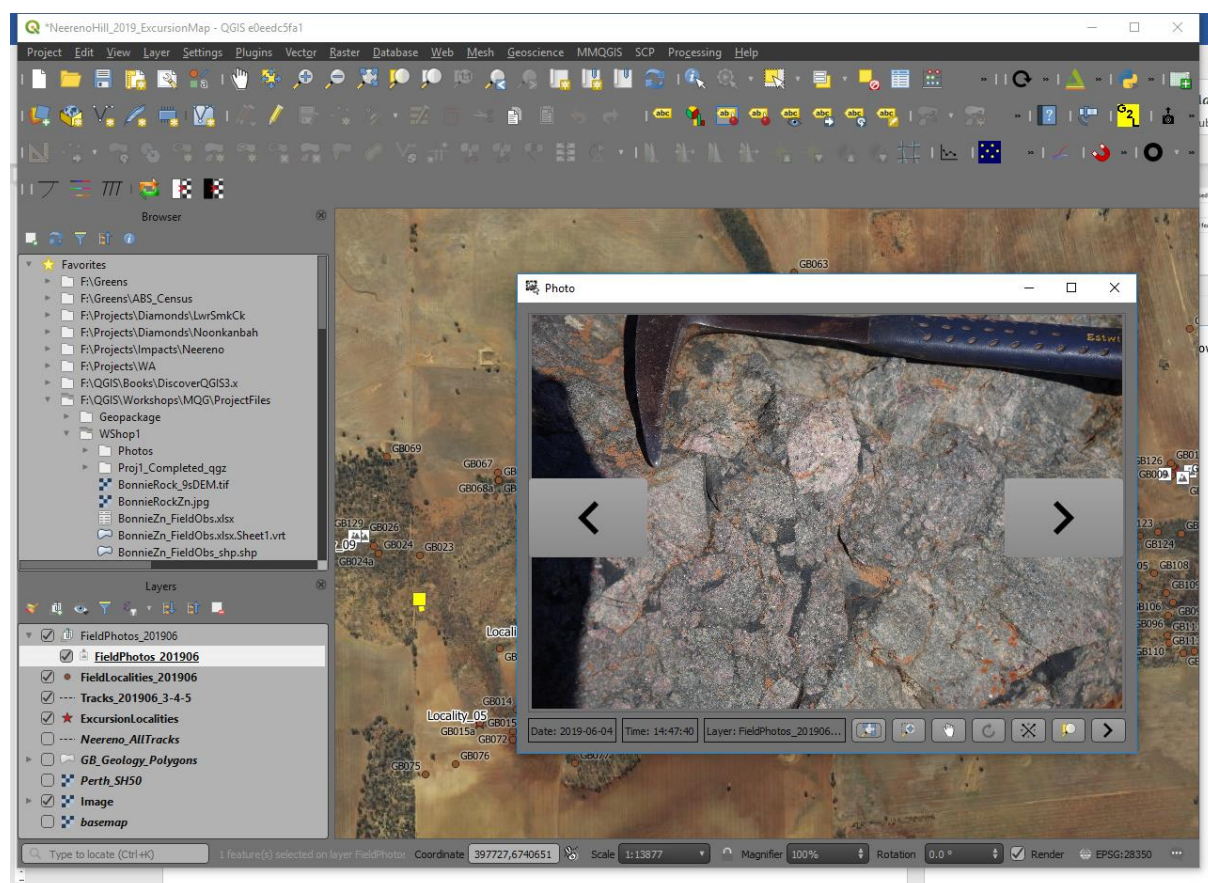 *NeerenoHill_2019_ExcursionMap - QGIS e0eedc5fa1
Project Edit View Layer Settings Plugins Vector Raster Database Web Mesh Geoscience MMQGIS SCP Processing Help
Browser
Favorites
F:\Greens
F:\Greens\ABS_Census
F:\Projects\Diamonds\LwrSmkCk
F:\Projects\Diamonds\Noonkanbah
F:\Projects\Impacts\Neereno
F:\Projects\WA
F:\QGIS\Books\DiscoverQGIS3.x
F:\QGIS\Workshops\MQG\ProjectFiles
Geopackage
WShop1
Photos
Proj1_Completed_qgz
BonnieRock_9sDEM.tif
BonnieRockZn.jpg
BonnieZn_FieldObs.xlsx
BonnieZn_FieldObs.xlsx.Sheet1.vrt
BonnieZn_FieldObs_shp.shp
Layers
FieldPhotos_201906
FieldPhotos_201906
FieldLocalities_201906
Tracks_201906_3-4-5
ExcursionLocalities
Neereno_AllTracks
GB_Geology_Polygons
Perth_SH50
Image
basemap
GB063
GB069
GB067
GB068a
GB129
GB026
GB024
GB023
GB024a
Locali
GB014
Locality_05
GB015
GB015a
GB072
GB076
GB075
GB077
GB126
GB009
GB124
GB108
GB106
GB096
GB110
Photo
Estwi
Date: 2019-06-04 Time: 14:47:40 Layer: FieldPhotos_201906...
Type to locate (Ctrl+K) 1 feature(s) selected on layer FieldPhotos Coordinate 397727,6740651 Scale 1:13877 Magnifier 100% Rotation 0.0 ° Render EPSG:28350